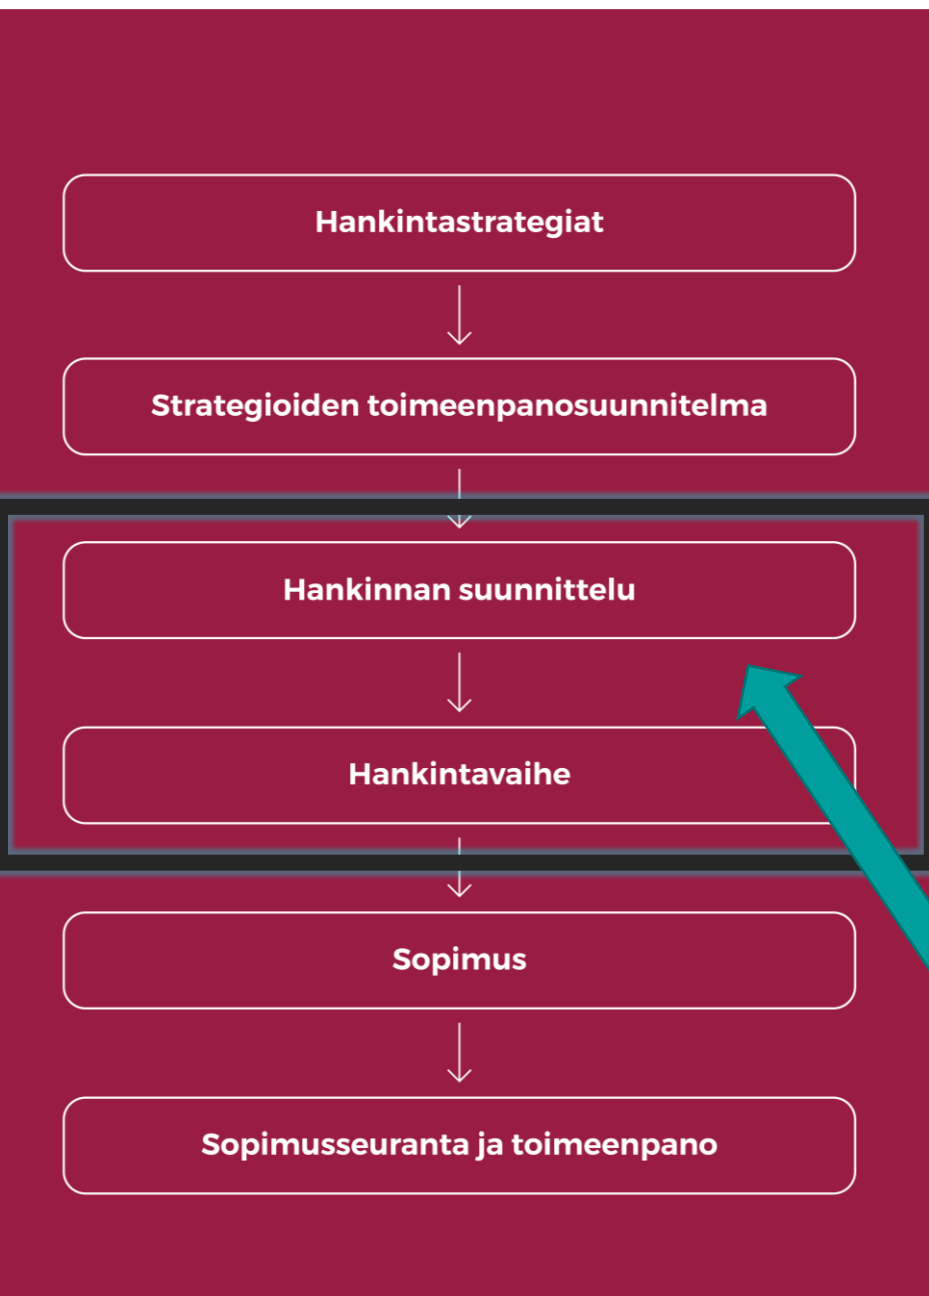 Hankintastrategiat
Strategioiden toimeenpanosuunnitelma
Hankinnan suunnittelu
Hankintavaihe
Sopimus
Sopimusseuranta ja toimeenpano